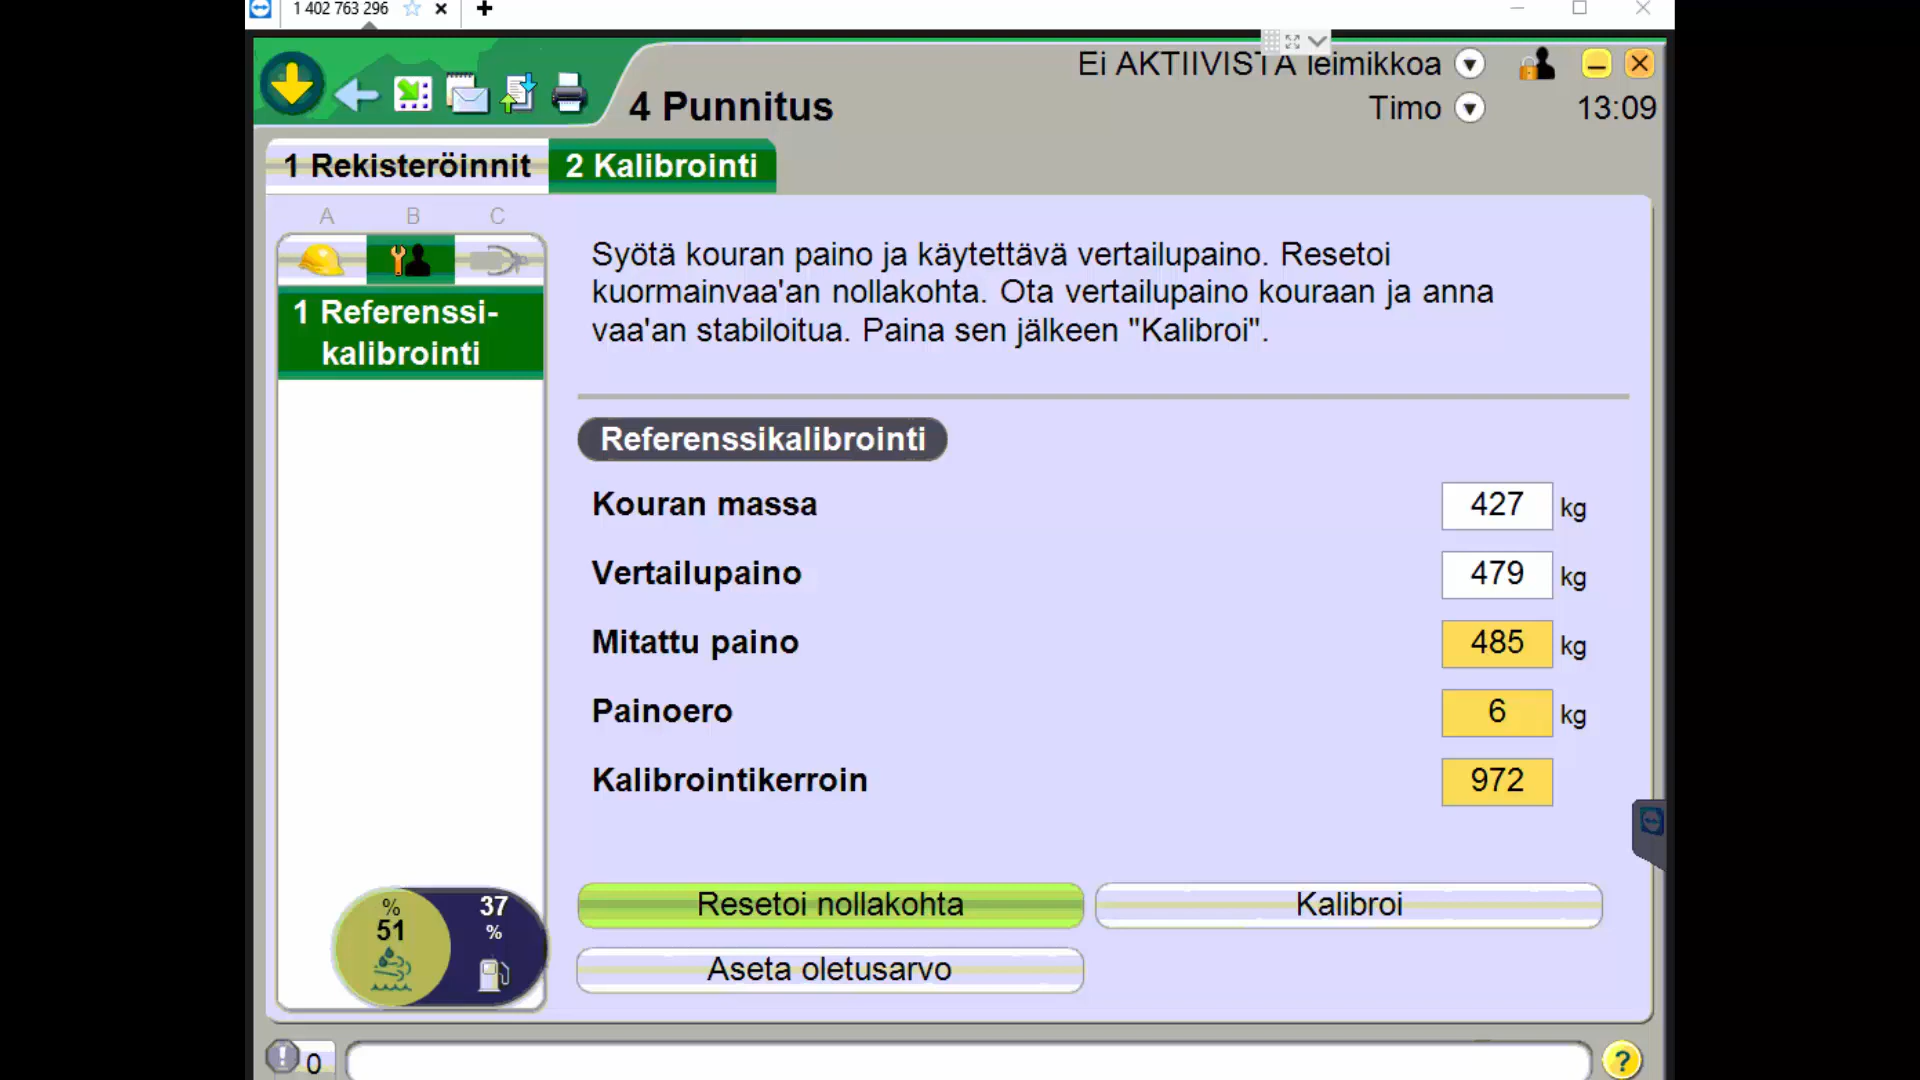 1 402 763 296
Ei AKTIIVISTA leimikkoa
4 Punnitus
Timo
13:09
1 Rekisteröinnit
2 Kalibrointi
A B C
1 Referenssi-
kalibrointi
Syötä kouran paino ja käytettävä vertailupaino. Resetoi
kuormainvaa'an nollakohta. Ota vertailupaino kouraan ja anna
vaa'an stabiloitua. Paina sen jälkeen "Kalibroi".
Referenssikalibrointi
Kouran massa 427 kg
Vertailupaino 479 kg
Mitattu paino 485 kg
Painoero 6 kg
Kalibrointikerroin 972
% 51
37 %
Resetoi nollakohta
Kalibroi
Aseta oletusarvo
0
?